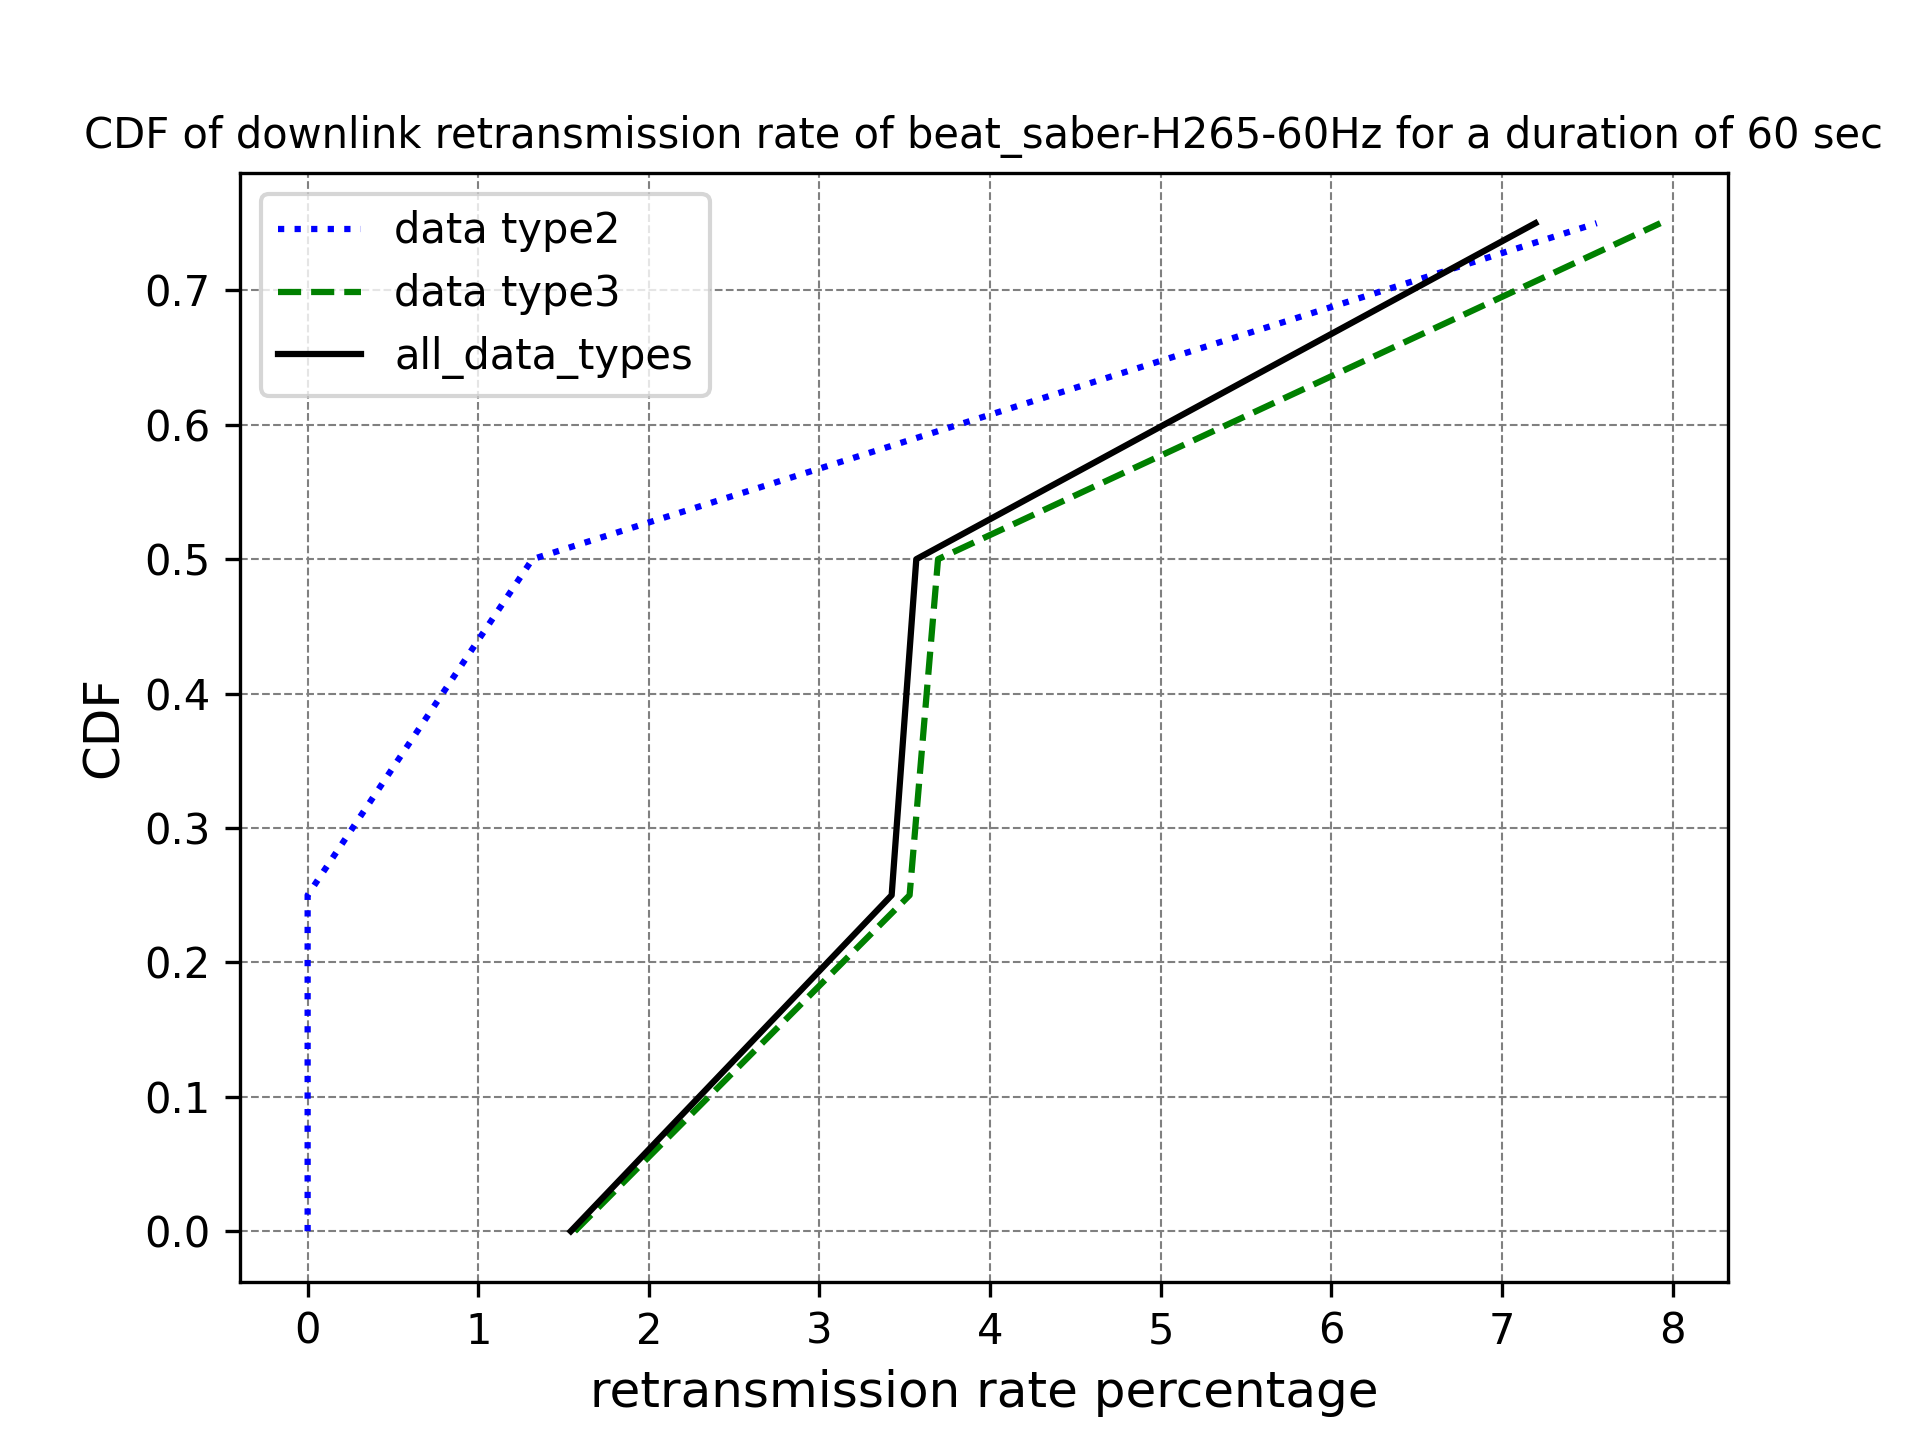 CDF of downlink retransmission rate of beat_saber-H265-60Hz for a duration of 60 sec
data type2
data type3
all_data_types
0.7
0.6
0.5
0.4
0.3
0.2
0.1
0.0
CDF
0 1 2 3 4 5 6 7 8
retransmission rate percentage